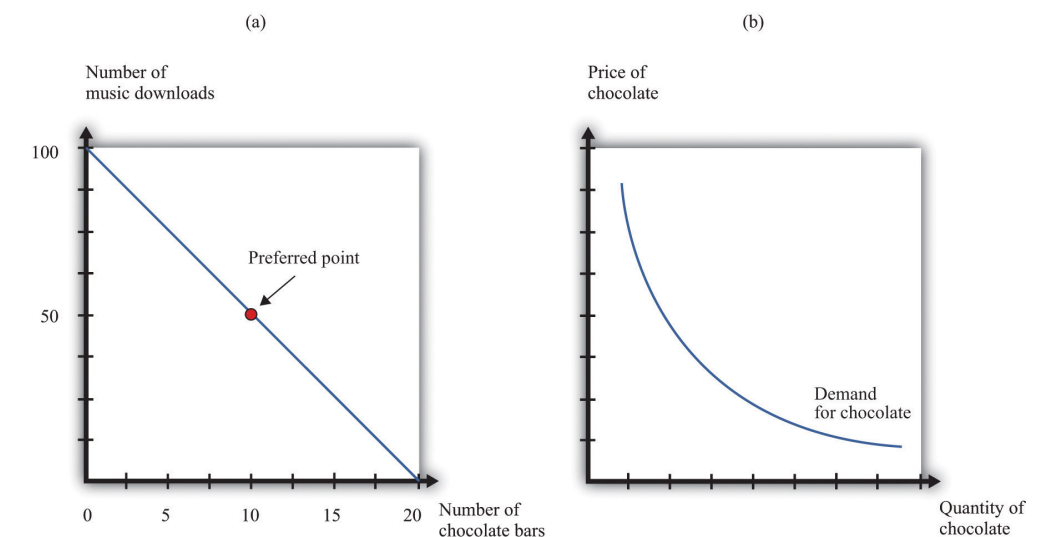 (a)
Number of
music downloads
100
50
Preferred point
0
5
10
15
20
Number of
chocolate bars
(b)
Price of
chocolate
Demand
for chocolate
Quantity of
chocolate